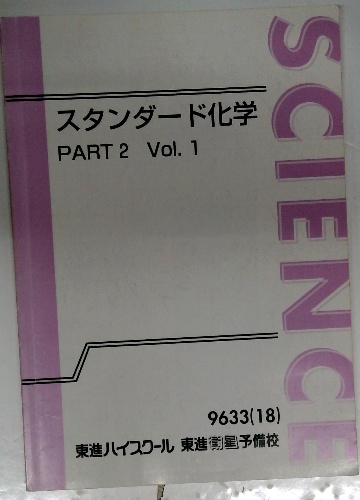 SCIENCE
スタンダード化学
PART 2 Vol. 1
9633(18)
東進ハイスクール 東進衛星予備校